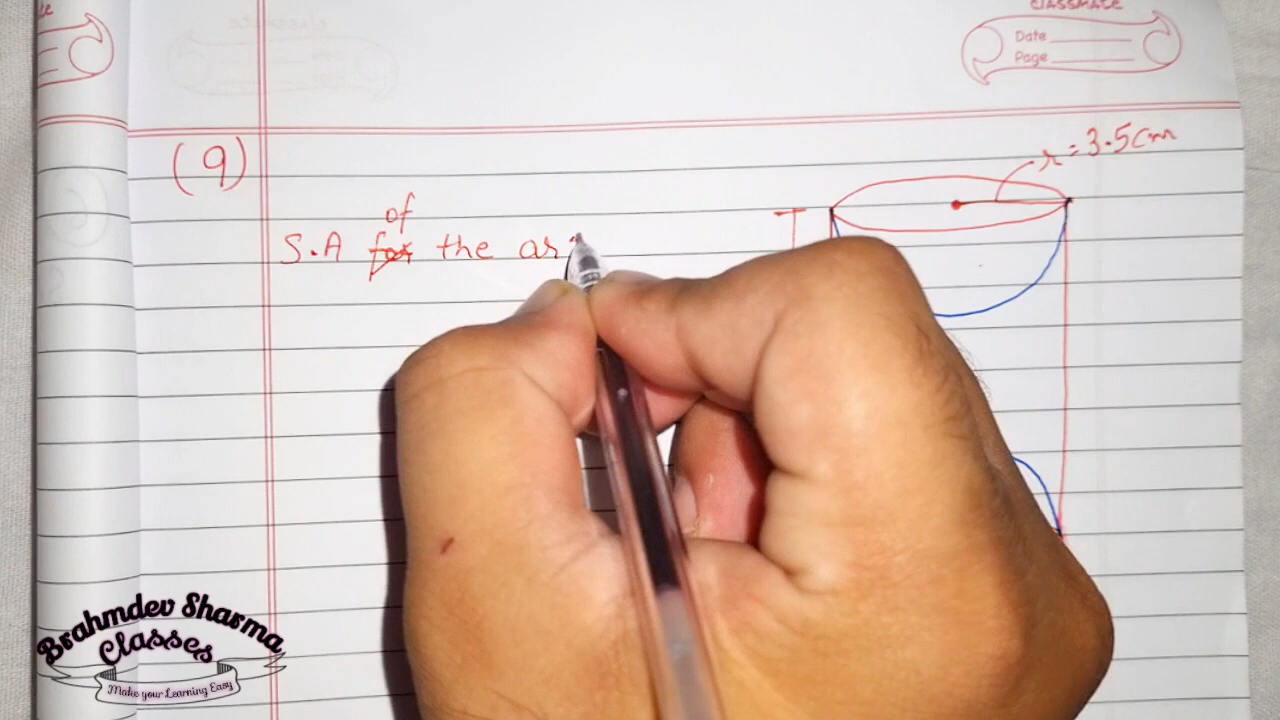 classmate
Date
Page
(9)
r = 3.5cm
of
S.A for the ar
Brahmdev Sharma
Classes
Make your Learning Easy